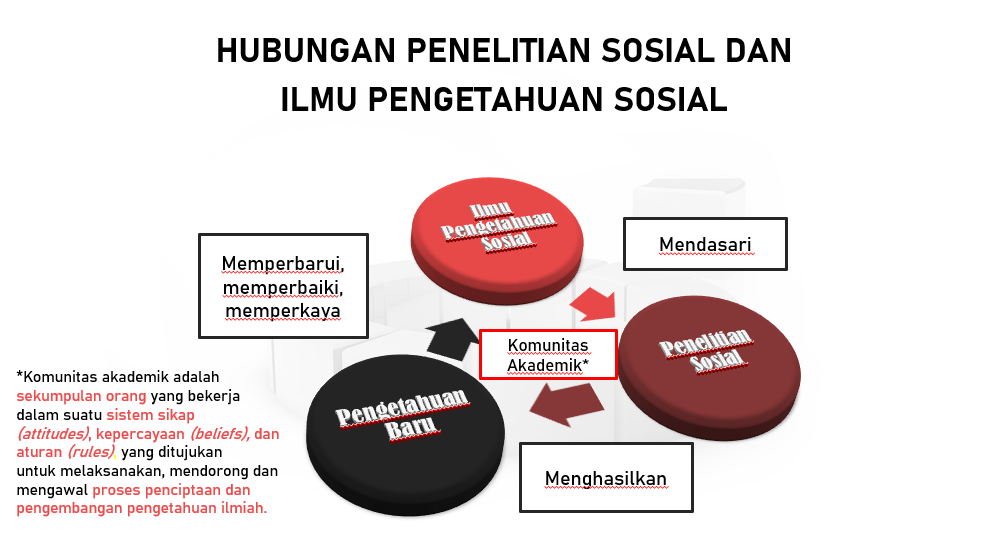 HUBUNGAN PENELITIAN SOSIAL DAN
ILMU PENGETAHUAN SOSIAL
Ilmu
Pengetahuan
Sosial
Mendasari
Memperbarui,
memperbaiki,
memperkaya
Penelitian
Sosial
Komunitas
Akademik*
Pengetahuan
Baru
*Komunitas akademik adalah
sekumpulan orang yang bekerja
dalam suatu sistem sikap
(attitudes), kepercayaan (beliefs), dan
aturan (rules), yang ditujukan
untuk melaksanakan, mendorong dan
mengawal proses penciptaan dan
pengembangan pengetahuan ilmiah.
Menghasilkan